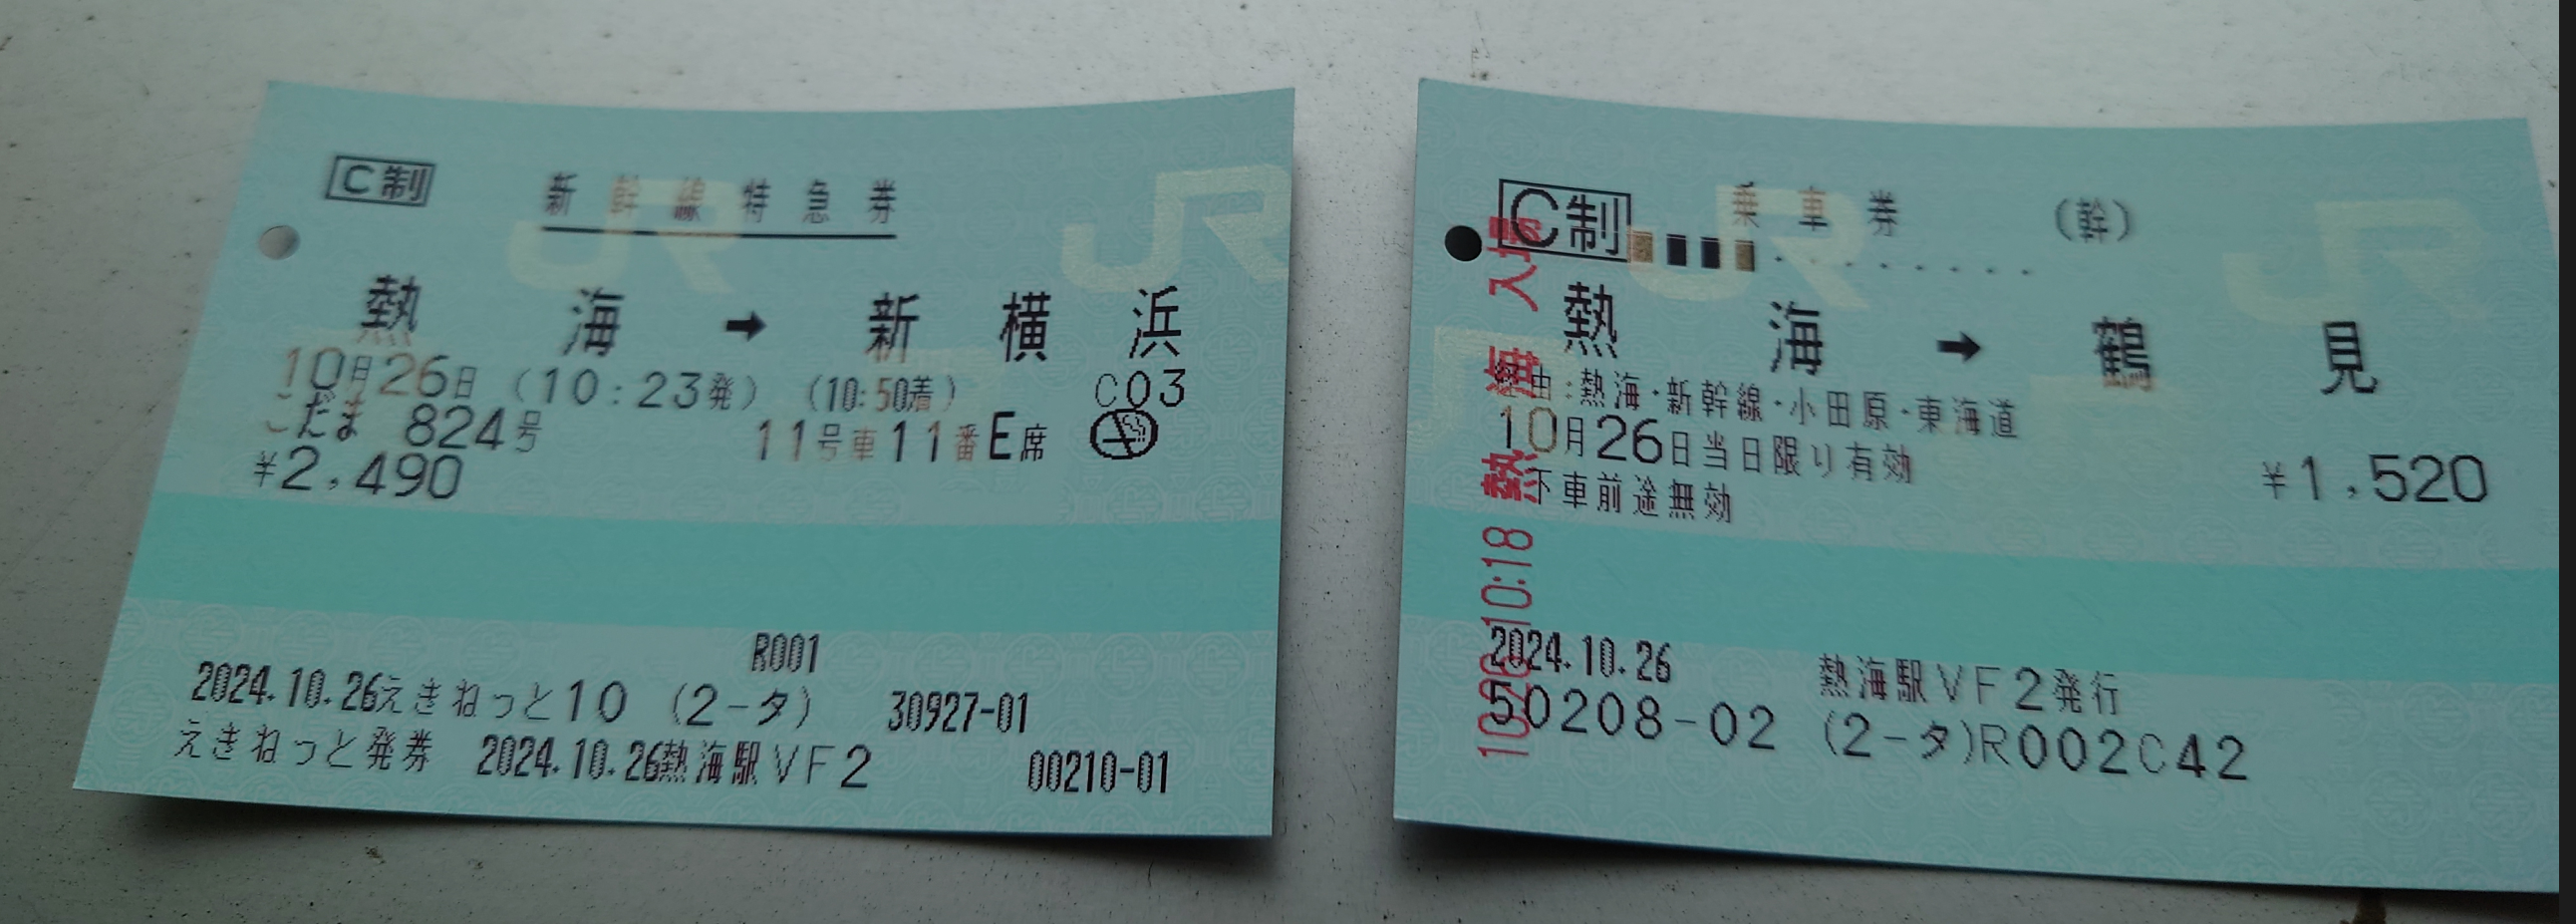 C制 新幹線特急券
熱海 → 新横浜
10月26日 (10:23発) (10:50着) C03
こだま 824号 11号車11番E席
¥2,490
R001
2024.10.26えきねっと10 (2-タ) 30927-01
えきねっと発券 2024.10.26熱海駅VF2 00210-01
C制 乗車券 (幹)
熱海 → 鶴見
経由:熱海・新幹線・小田原・東海道
10月26日当日限り有効 ¥1,520
下車前途無効
2024.10.26 熱海駅VF2発行
50208-02 (2-タ)R002C42
10.26 10:18 熱海 入場
JR
JR
JR
JR